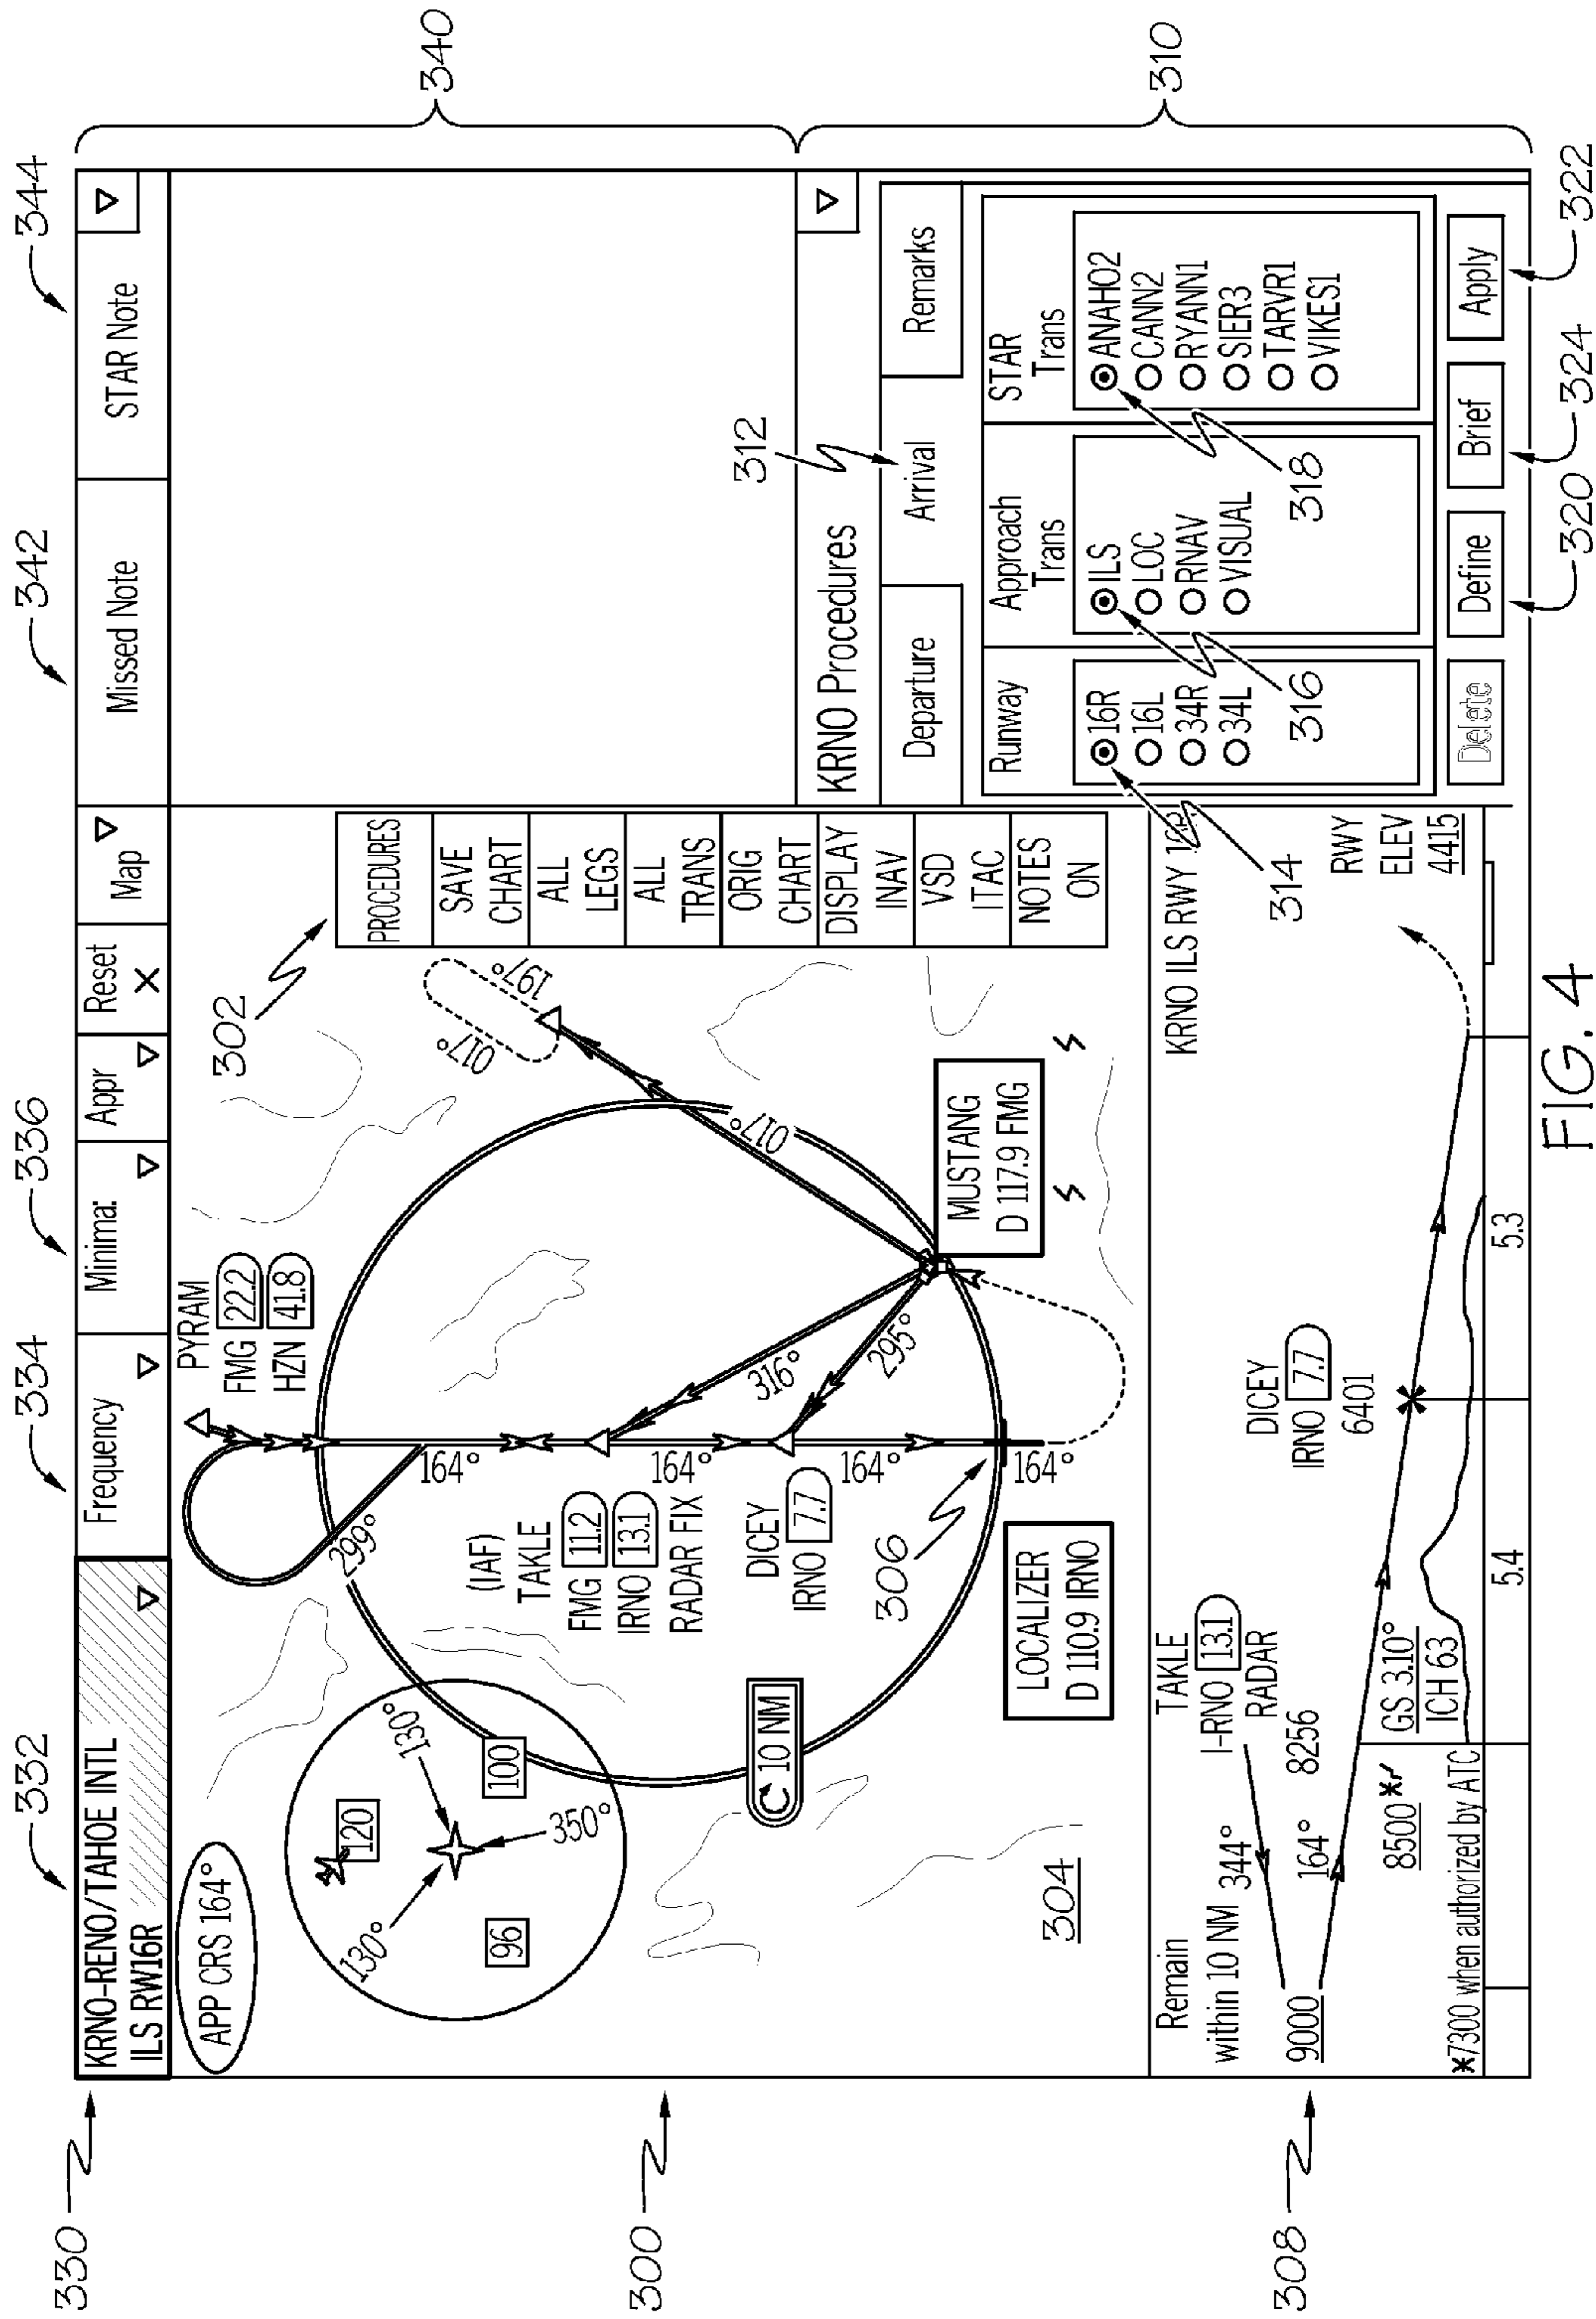 330
332
334
336
342
344
KRNO-RENO/TAHOE INTL
ILS RW16R
Frequency
Minima:
Appr
Reset
X
Map
Missed Note
STAR Note
340
APP CRS 164°
120
100
96
130°
130°
350°
299°
PYRAM
FMG 22.2
HZN 41.8
164°
164°
164°
164°
(IAF)
TAKLE
FMG 11.2
IRNO 13.1
RADAR FIX
DICEY
IRNO 7.7
306
316°
295°
017°
017°
197°
302
PROCEDURES
SAVE
CHART
ALL
LEGS
ALL
TRANS
ORIG
CHART
DISPLAY
INAV
VSD
ITAC
NOTES
ON
MUSTANG
D 117.9 FMG
LOCALIZER
D 110.9 IRNO
10 NM
304
300
312
KRNO Procedures
Departure
Arrival
Remarks
310
Runway
16R
16L
34R
34L
Approach
Trans
ILS
LOC
RNAV
VISUAL
STAR
Trans
ANAHO2
CANN2
RYANN1
SIER3
TARVR1
VIKES1
314
316
318
Delete
Define
Brief
Apply
320
324
322
308
KRNO ILS RWY 16R
Remain
within 10 NM
344°
9000
164°
8256
TAKLE
I-RNO 13.1
RADAR
8500*
GS 3.10°
ICH 63
*7300 when authorized by ATC
DICEY
IRNO 7.7
6401
RWY
ELEV
4415
5.4
5.3
FIG. 4